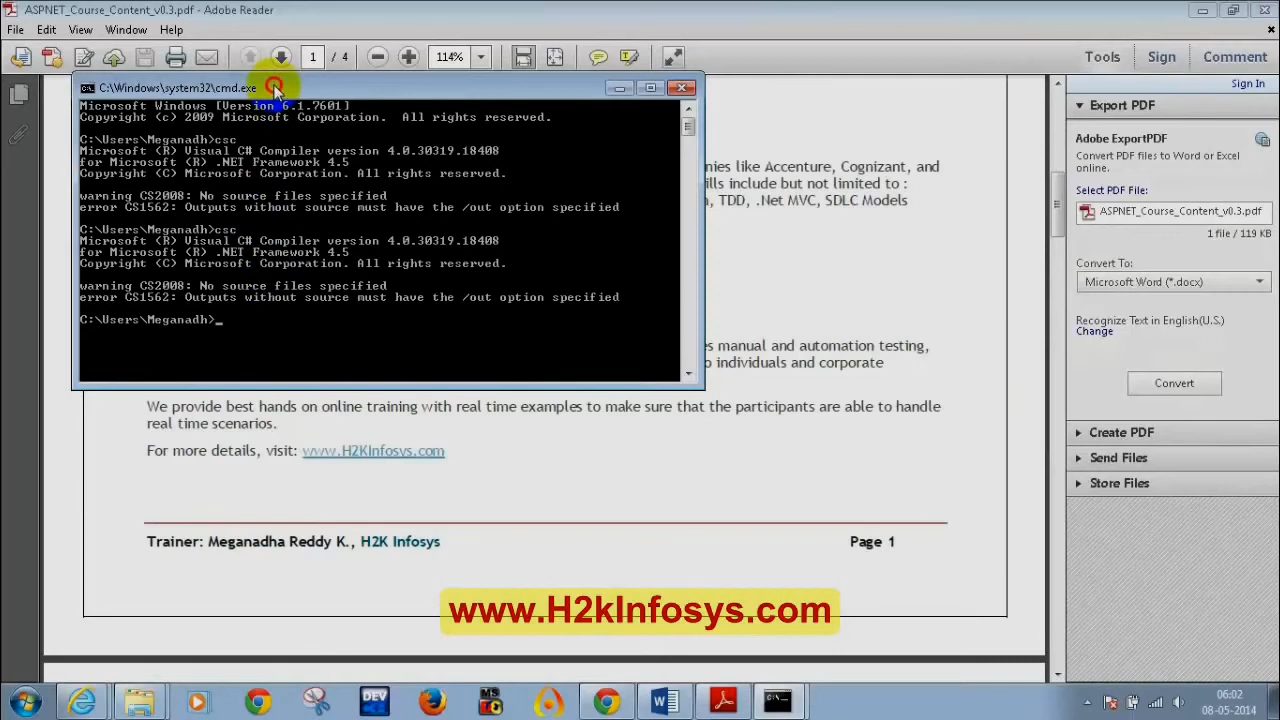 ASPNET_Course_Content_v0.3.pdf - Adobe Reader
File Edit View Window Help
1 / 4 114% Tools Sign Comment
Sign In
C:\Windows\system32\cmd.exe
Microsoft Windows [Version 6.1.7601]
Copyright (c) 2009 Microsoft Corporation. All rights reserved.
C:\Users\Meganadh>csc
Microsoft (R) Visual C# Compiler version 4.0.30319.18408
for Microsoft (R) .NET Framework 4.5
Copyright (C) Microsoft Corporation. All rights reserved.
warning CS2008: No source files specified
error CS1562: Outputs without source must have the /out option specified
C:\Users\Meganadh>csc
Microsoft (R) Visual C# Compiler version 4.0.30319.18408
for Microsoft (R) .NET Framework 4.5
Copyright (C) Microsoft Corporation. All rights reserved.
warning CS2008: No source files specified
error CS1562: Outputs without source must have the /out option specified
C:\Users\Meganadh>_
nies like Accenture, Cognizant, and
ills include but not limited to :
, TDD, .Net MVC, SDLC Models
s manual and automation testing,
o individuals and corporate
We provide best hands on online training with real time examples to make sure that the participants are able to handle
real time scenarios.
For more details, visit: www.H2KInfosys.com
Trainer: Meganadha Reddy K., H2K Infosys Page 1
www.H2kInfosys.com
Export PDF
Adobe ExportPDF
Convert PDF files to Word or Excel
online.
Select PDF File:
ASPNET_Course_Content_v0.3.pdf
1 file / 119 KB
Convert To:
Microsoft Word (*.docx)
Recognize Text in English(U.S.)
Change
Convert
Create PDF
Send Files
Store Files
DEV
MS
TO
06:02
08-05-2014